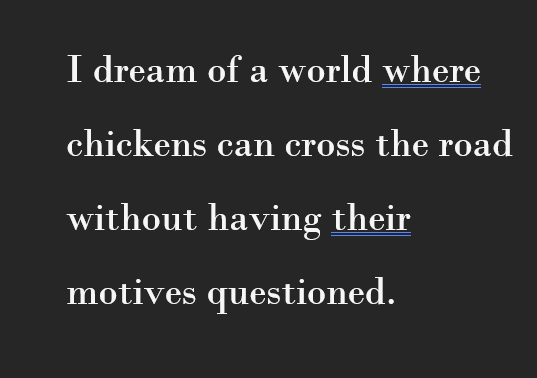 I dream of a world where
chickens can cross the road
without having their
motives questioned.